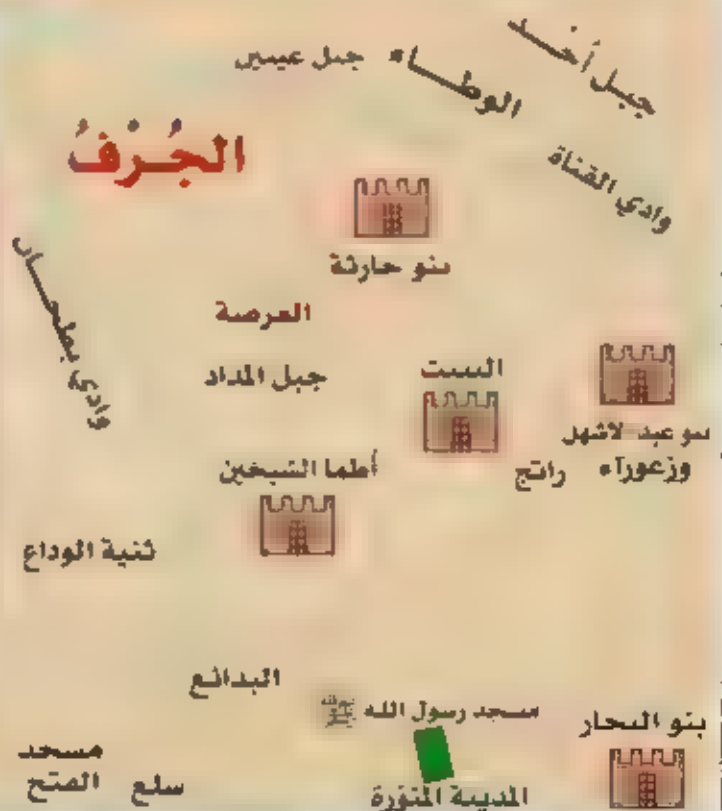 جبل أحد
جبل عينين
الوطاء
الجُرْفُ
وادي القناة
وادي بطحان
بنو حارثة
العرصة
جبل المداد
السبت
بنو عبد لاشهل
وزعوراء
راتج
أطما الشيخين
ثنية الوداع
البدائع
مسجد رسول الله ﷺ
بنو النجار
مسجد
الفتح
سلع
المدينة المنورة